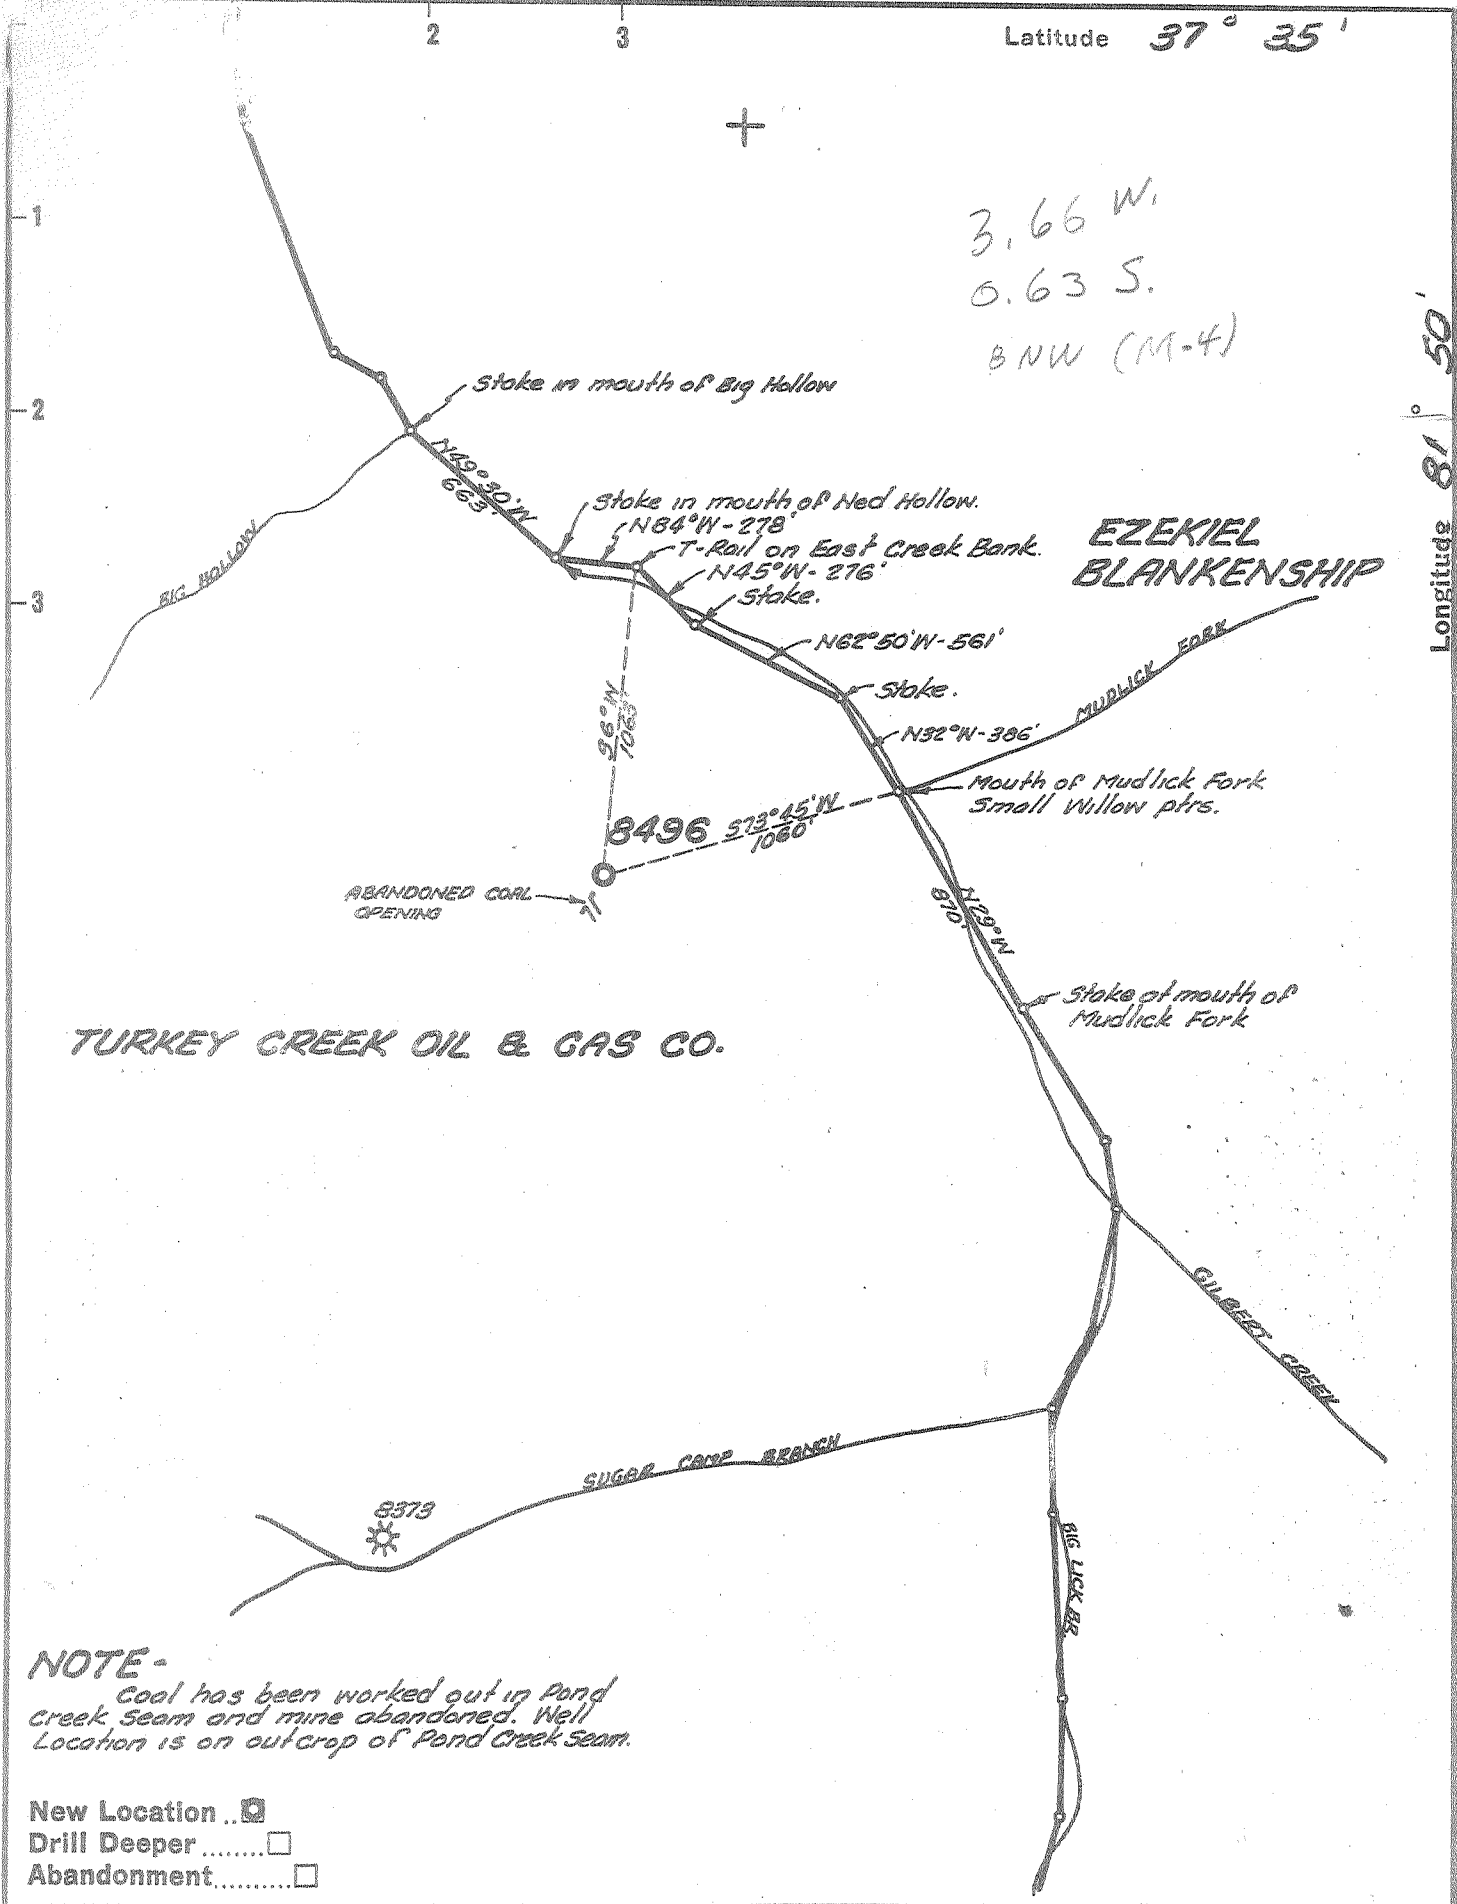 2
3
Latitude 37° 35'
1
2
3
3.66 W.
0.63 S.
BNW (M-4)
Longitude 81° 50'
Stake in mouth of Big Hollow
N49°30'W
663'
Stake in mouth of Ned Hollow.
N84°W-278'
T-Rail on East Creek Bank.
N45°W-276'
Stake.
EZEKIEL
BLANKENSHIP
BIG HOLLOW
N62°50'W-561'
MUDLICK FORK
Stake.
N32°W-386'
S6°W
1063'
Mouth of Mudlick Fork
Small Willow ptrs.
8496
S73°45'W
1060'
ABANDONED COAL
OPENING
N29°W
870'
Stake at mouth of
Mudlick Fork
TURKEY CREEK OIL & GAS CO.
GILBERT CREEK
SUGAR CAMP BRANCH
8373
BIG LICK BR.
NOTE-
Coal has been worked out in Pond
Creek Seam and mine abandoned. Well
Location is on outcrop of Pond Creek Seam.
New Location ..
Drill Deeper ........
Abandonment..........